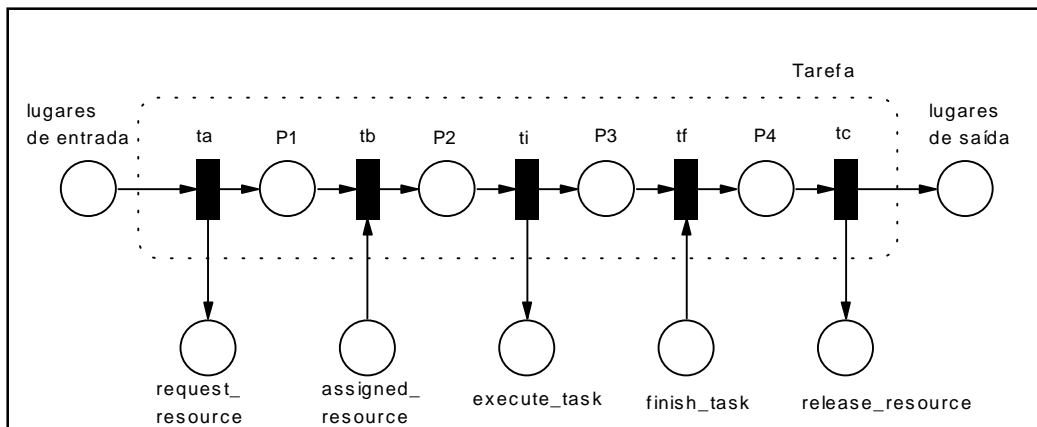 Tarefa
lugares
de entrada
ta
P1
tb
P2
ti
P3
tf
P4
tc
lugares
de saída
request_
resource
assigned_
resource
execute_task
finish_task
release_resource